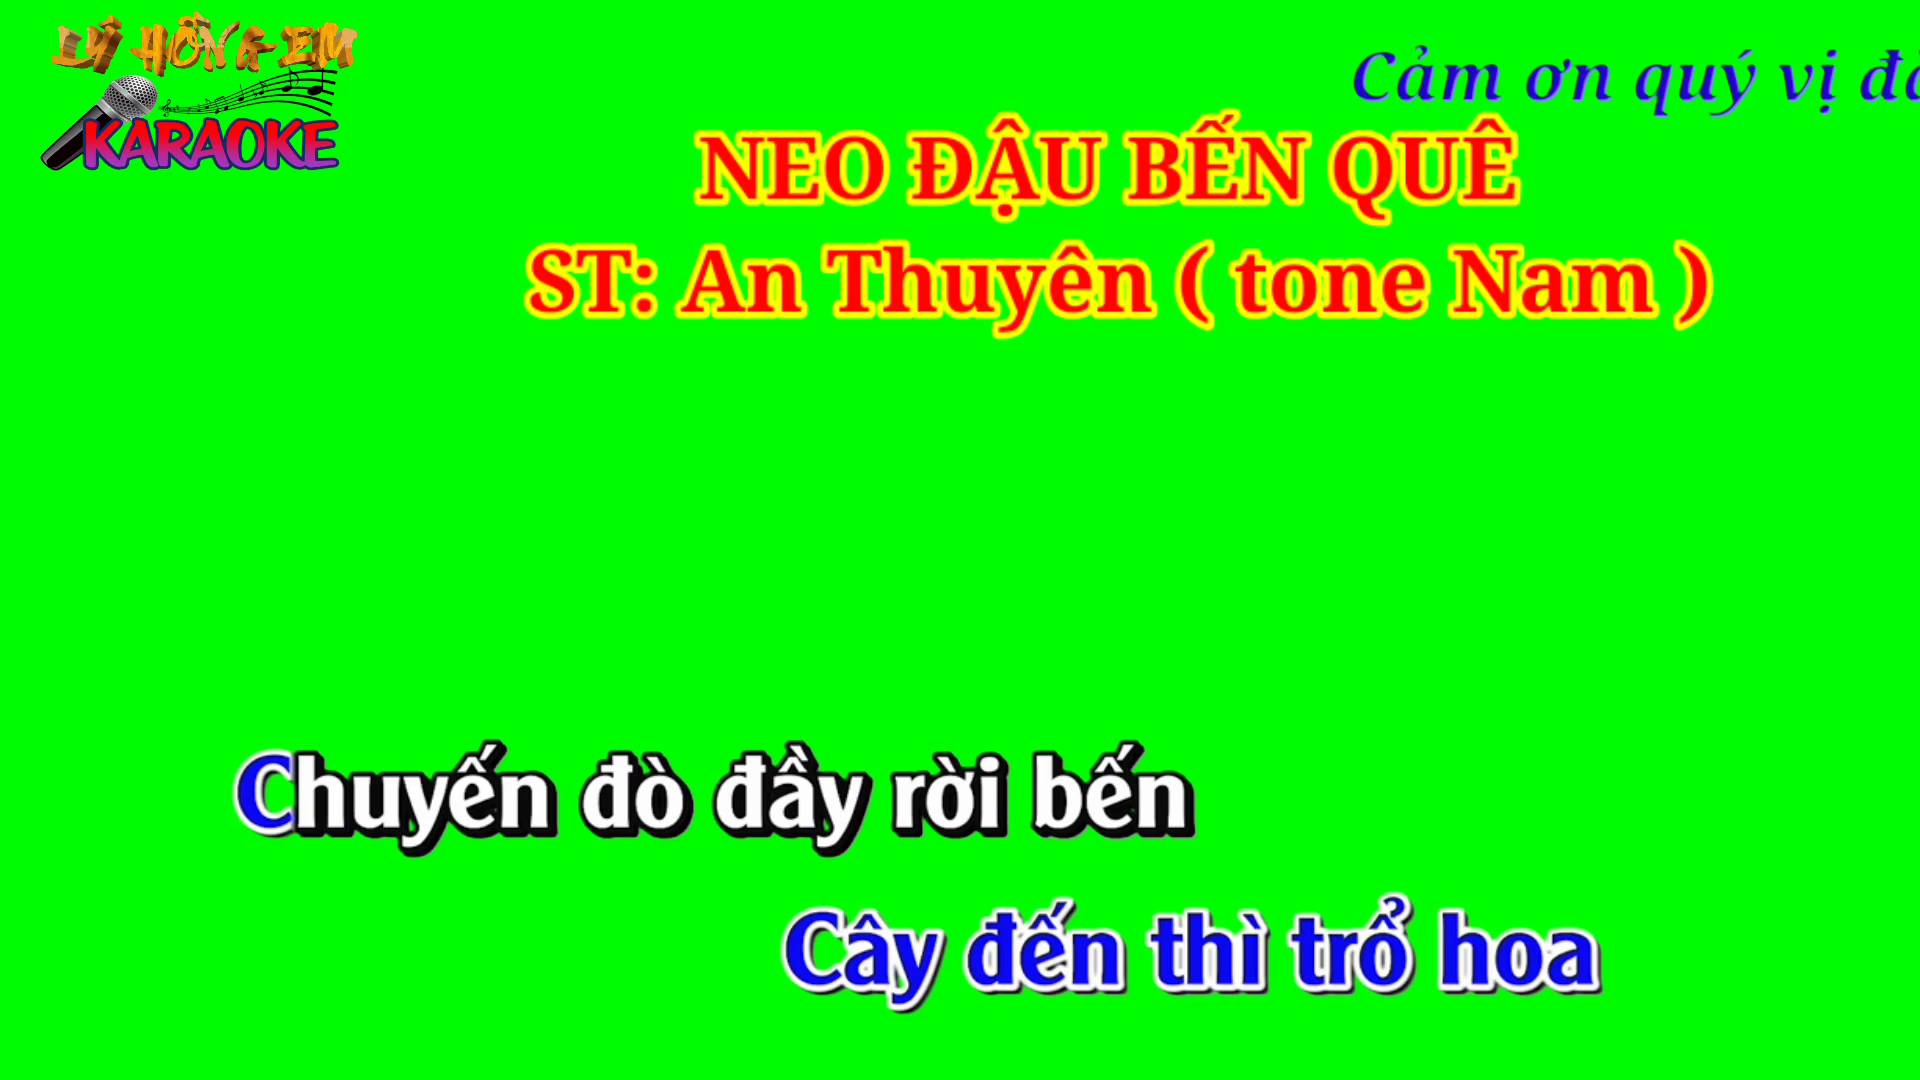 LÝ HỒNG EM
KARAOKE
Cảm ơn quý vị
NEO ĐẬU BẾN QUÊ
ST: An Thuyên ( tone Nam )
Chuyến đò đầy rời bến
Cây đến thì trổ hoa